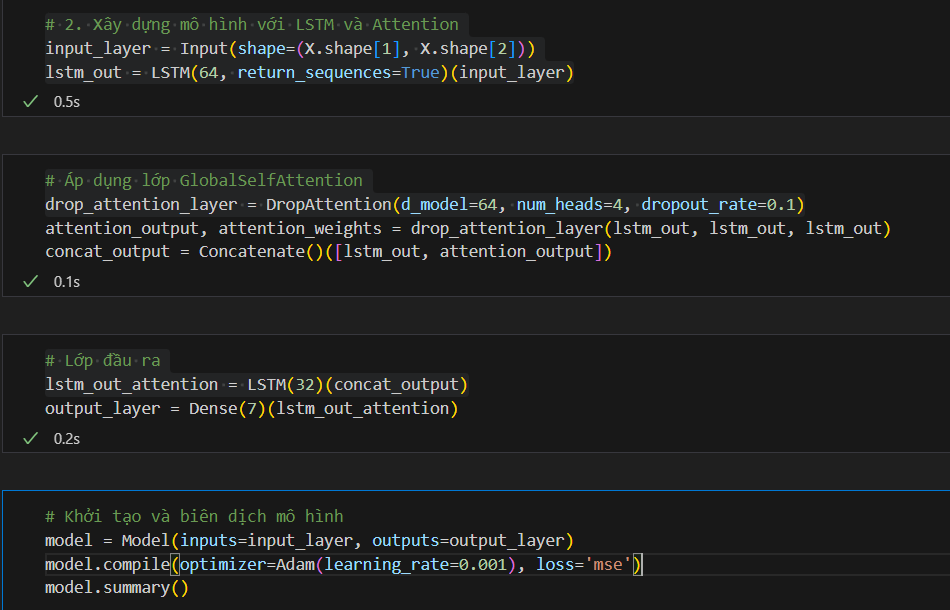 # 2. Xây dựng mô hình với LSTM và Attention
input_layer = Input(shape=(X.shape[1], X.shape[2]))
lstm_out = LSTM(64, return_sequences=True)(input_layer)
0.5s
# Áp dụng lớp GlobalSelfAttention
drop_attention_layer = DropAttention(d_model=64, num_heads=4, dropout_rate=0.1)
attention_output, attention_weights = drop_attention_layer(lstm_out, lstm_out, lstm_out)
concat_output = Concatenate()([lstm_out, attention_output])
0.1s
# Lớp đầu ra
lstm_out_attention = LSTM(32)(concat_output)
output_layer = Dense(7)(lstm_out_attention)
0.2s
# Khởi tạo và biên dịch mô hình
model = Model(inputs=input_layer, outputs=output_layer)
model.compile(optimizer=Adam(learning_rate=0.001), loss='mse')
model.summary()